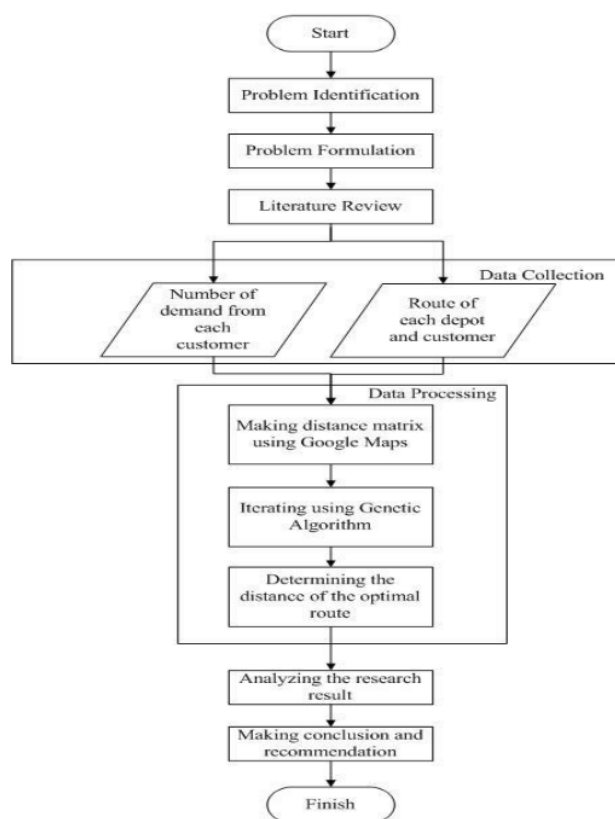 Start
Problem Identification
Problem Formulation
Literature Review
Data Collection
Number of
demand from
each
customer
Route of
each depot
and customer
Data Processing
Making distance matrix
using Google Maps
Iterating using Genetic
Algorithm
Determining the
distance of the optimal
route
Analyzing the research
result
Making conclusion and
recommendation
Finish